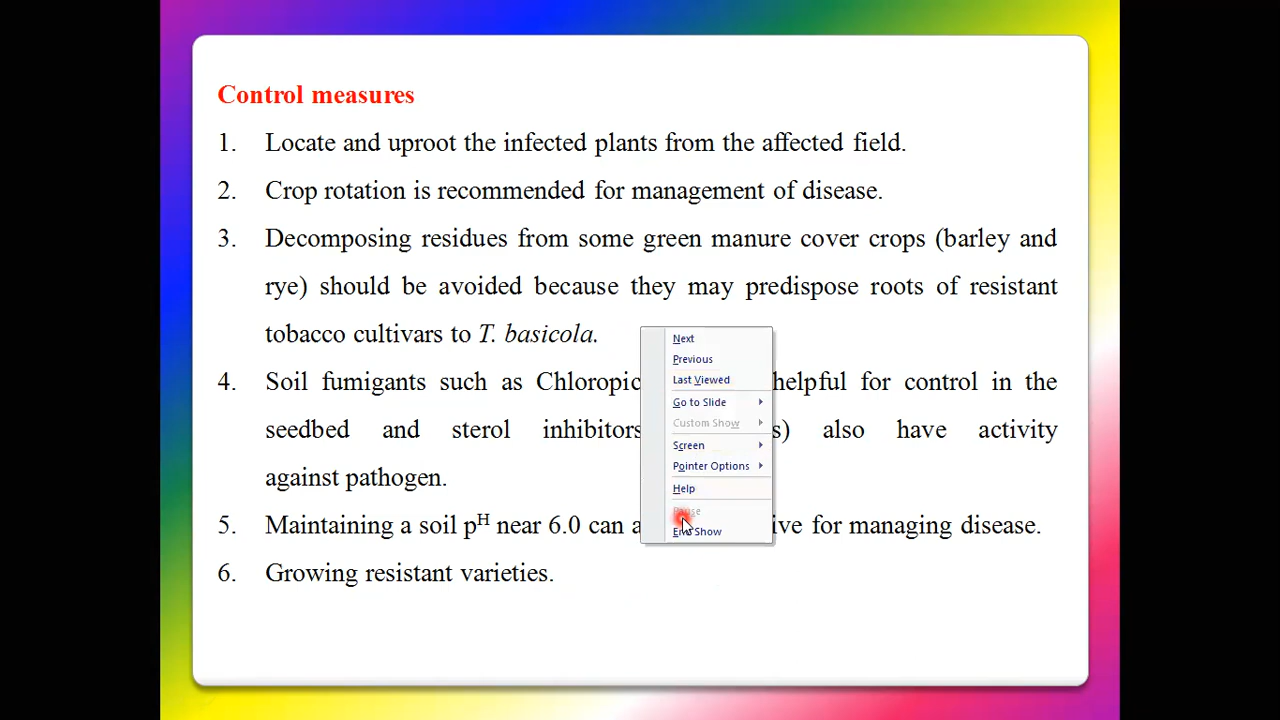 Control measures
1. Locate and uproot the infected plants from the affected field.
2. Crop rotation is recommended for management of disease.
3. Decomposing residues from some green manure cover crops (barley and
rye) should be avoided because they may predispose roots of resistant
tobacco cultivars to T. basicola.
4. Soil fumigants such as helpful for control in the
seedbed and sterol inhibitors also have activity
against pathogen.
5. Maintaining a soil pH near 6.0 can for managing disease.
6. Growing resistant varieties.
Next
Previous
Last Viewed
Go to Slide
Custom Show
Screen
Pointer Options
Help
End Show